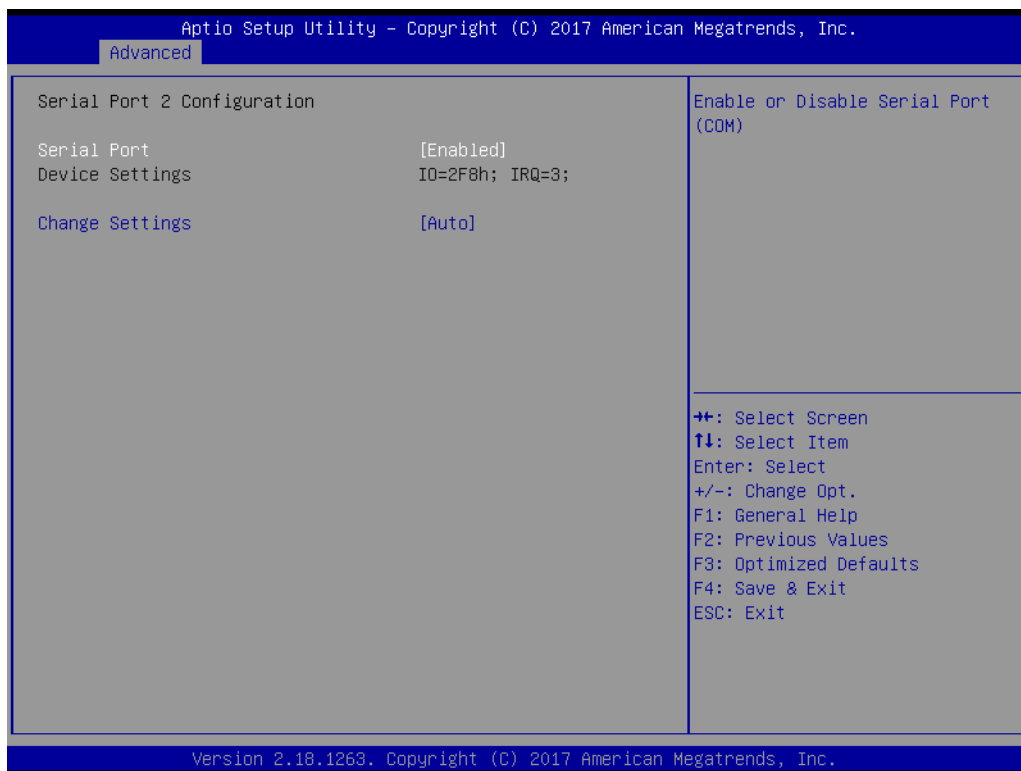 Aptio Setup Utility – Copyright (C) 2017 American Megatrends, Inc.
Advanced
Serial Port 2 Configuration
Serial Port [Enabled]
Device Settings IO=2F8h; IRQ=3;
Change Settings [Auto]
Enable or Disable Serial Port
(COM)
→←: Select Screen
↑↓: Select Item
Enter: Select
+/-: Change Opt.
F1: General Help
F2: Previous Values
F3: Optimized Defaults
F4: Save & Exit
ESC: Exit
Version 2.18.1263. Copyright (C) 2017 American Megatrends, Inc.